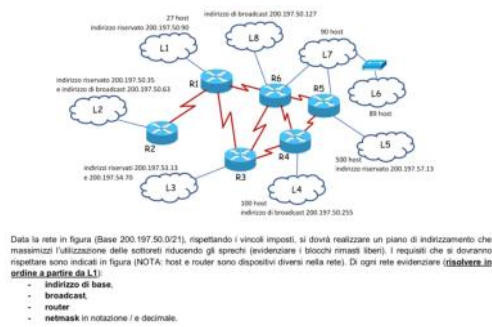 27 host
indirizzo riservato 200.197.50.90
indirizzo di broadcast 200.197.50.127
90 host
L1
L8
L7
R1
R6
R5
L6
89 host
indirizzo riservato 200.197.50.35
e indirizzo di broadcast 200.197.50.63
L2
R2
L5
500 host
indirizzo riservato 200.197.57.13
R4
R3
indirizzi riservati 200.197.53.13
e 200.197.54.70
L3
L4
100 host
indirizzo di broadcast 200.197.50.255
Data la rete in figura (Base 200.197.50.0/21), rispettando i vincoli imposti, si dovrà realizzare un piano di indirizzamento che
massimizzi l'utilizzazione delle sottoreti riducendo gli sprechi (evidenziare i blocchi rimasti liberi). I requisiti che si dovranno
rispettare sono indicati in figura (NOTA: host e router sono dispositivi diversi nella rete). Di ogni rete evidenziare (risolvere in
ordine a partire da L1):
- indirizzo di base,
- broadcast,
- router
- netmask in notazione / e decimale.